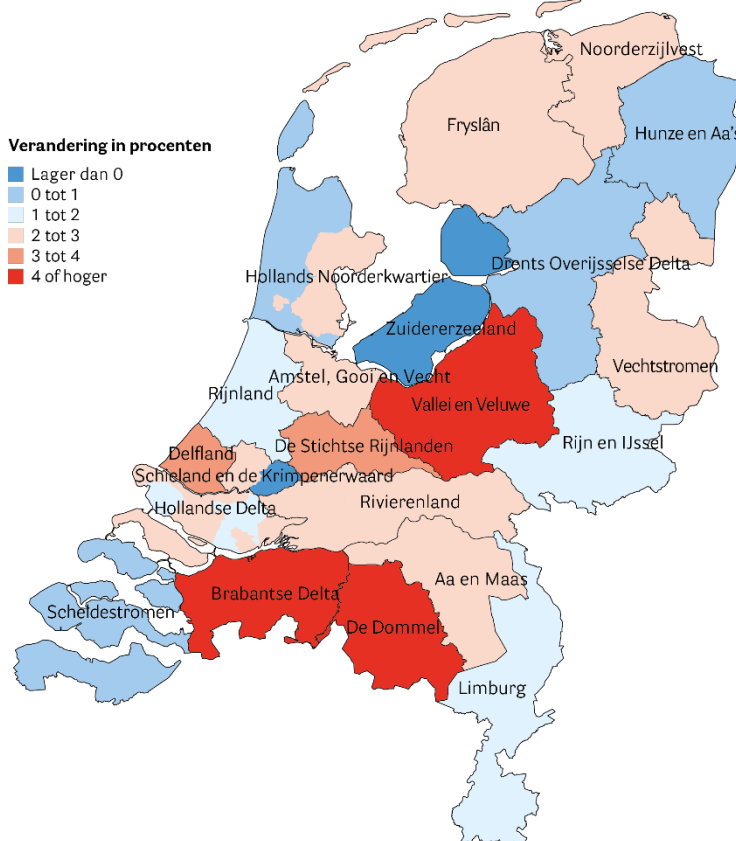 Verandering in procenten
Lager dan 0
0 tot 1
1 tot 2
2 tot 3
3 tot 4
4 of hoger
Noorderzijlvest
Fryslân
Hunze en Aa's
Drents Overijsselse Delta
Hollands Noorderkwartier
Zuidererzeeland
Vechtstromen
Amstel, Gooi en Vecht
Rijnland
Vallei en Veluwe
Rijn en IJssel
De Stichtse Rijnlanden
Delfland
Schieland en de Krimpenerwaard
Rivierenland
Hollandse Delta
Aa en Maas
Brabantse Delta
Scheldestromen
De Dommel
Limburg